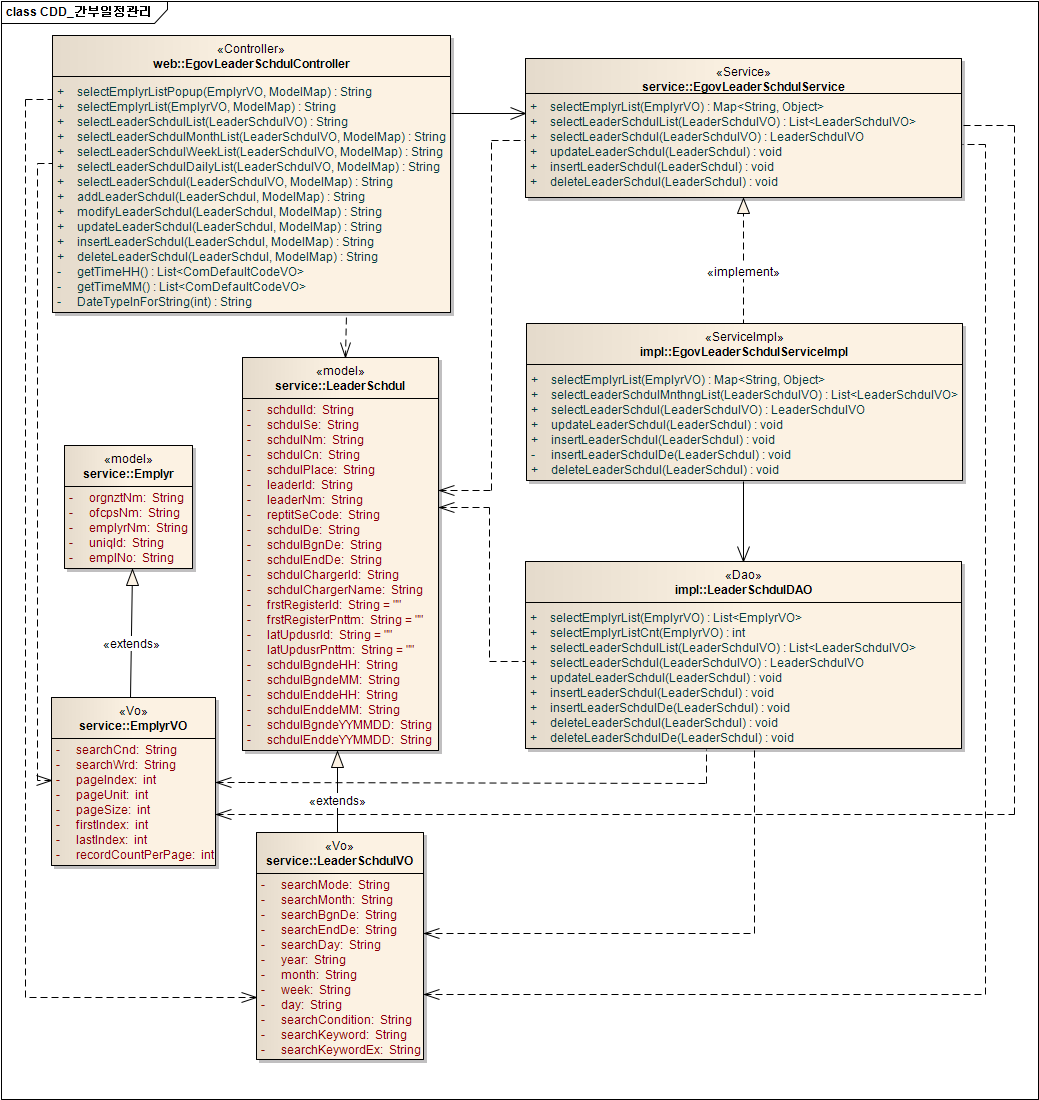 class CDD_간부일정관리
«Controller»
web::EgovLeaderSchdulController
+ selectEmplyrListPopup(EmplyrVO, ModelMap) : String
+ selectEmplyrList(EmplyrVO, ModelMap) : String
+ selectLeaderSchdulList(LeaderSchdulVO) : String
+ selectLeaderSchdulMonthList(LeaderSchdulVO, ModelMap) : String
+ selectLeaderSchdulWeekList(LeaderSchdulVO, ModelMap) : String
+ selectLeaderSchdulDailyList(LeaderSchdulVO, ModelMap) : String
+ selectLeaderSchdul(LeaderSchdulVO, ModelMap) : String
+ addLeaderSchdul(LeaderSchdul, ModelMap) : String
+ modifyLeaderSchdul(LeaderSchdul, ModelMap) : String
+ updateLeaderSchdul(LeaderSchdul, ModelMap) : String
+ insertLeaderSchdul(LeaderSchdul, ModelMap) : String
+ deleteLeaderSchdul(LeaderSchdul, ModelMap) : String
- getTimeHH() : List<ComDefaultCodeVO>
- getTimeMM() : List<ComDefaultCodeVO>
- DateTypeInForString(int) : String
«Service»
service::EgovLeaderSchdulService
+ selectEmplyrList(EmplyrVO) : Map<String, Object>
+ selectLeaderSchdulList(LeaderSchdulVO) : List<LeaderSchdulVO>
+ selectLeaderSchdul(LeaderSchdulVO) : LeaderSchdulVO
+ updateLeaderSchdul(LeaderSchdul) : void
+ insertLeaderSchdul(LeaderSchdul) : void
+ deleteLeaderSchdul(LeaderSchdul) : void
«implement»
«ServiceImpl»
impl::EgovLeaderSchdulServiceImpl
+ selectEmplyrList(EmplyrVO) : Map<String, Object>
+ selectLeaderSchdulMnthngList(LeaderSchdulVO) : List<LeaderSchdulVO>
+ selectLeaderSchdul(LeaderSchdulVO) : LeaderSchdulVO
+ updateLeaderSchdul(LeaderSchdul) : void
+ insertLeaderSchdul(LeaderSchdul) : void
- insertLeaderSchdulDe(LeaderSchdul) : void
+ deleteLeaderSchdul(LeaderSchdul) : void
«model»
service::LeaderSchdul
- schdulId: String
- schdulSe: String
- schdulNm: String
- schdulCn: String
- schdulPlace: String
- leaderId: String
- leaderNm: String
- reptitSeCode: String
- schdulDe: String
- schdulBgnDe: String
- schdulEndDe: String
- schdulChargerId: String
- schdulChargerName: String
- frstRegisterId: String = ""
- frstRegisterPnttm: String = ""
- latUpdusrId: String = ""
- latUpdusrPnttm: String = ""
- schdulBgndeHH: String
- schdulBgndeMM: String
- schdulEnddeHH: String
- schdulEnddeMM: String
- schdulBgndeYYMMDD: String
- schdulEnddeYYMMDD: String
«model»
service::Emplyr
- orgnztNm: String
- ofcpsNm: String
- emplyrNm: String
- uniqId: String
- emplNo: String
«extends»
«Dao»
impl::LeaderSchdulDAO
+ selectEmplyrList(EmplyrVO) : List<EmplyrVO>
+ selectEmplyrListCnt(EmplyrVO) : int
+ selectLeaderSchdulList(LeaderSchdulVO) : List<LeaderSchdulVO>
+ selectLeaderSchdul(LeaderSchdulVO) : LeaderSchdulVO
+ updateLeaderSchdul(LeaderSchdul) : void
+ insertLeaderSchdul(LeaderSchdul) : void
+ insertLeaderSchdulDe(LeaderSchdul) : void
+ deleteLeaderSchdul(LeaderSchdul) : void
+ deleteLeaderSchdulDe(LeaderSchdul) : void
«Vo»
service::EmplyrVO
- searchCnd: String
- searchWrd: String
- pageIndex: int
- pageUnit: int
- pageSize: int
- firstIndex: int
- lastIndex: int
- recordCountPerPage: int
«extends»
«Vo»
service::LeaderSchdulVO
- searchMode: String
- searchMonth: String
- searchBgnDe: String
- searchEndDe: String
- searchDay: String
- year: String
- month: String
- week: String
- day: String
- searchCondition: String
- searchKeyword: String
- searchKeywordEx: String